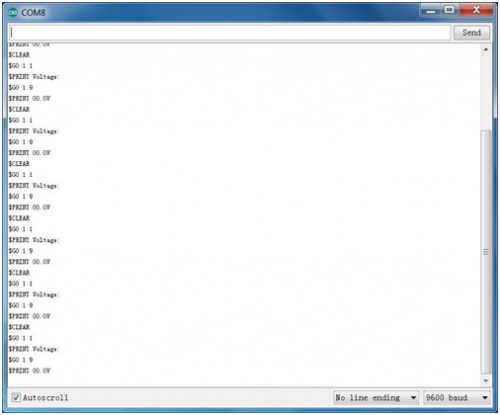 COM8
Send
$PRINT 00.0V
$CLEAR
$GO 1 1
$PRINT Voltage:
$GO 1 9
$PRINT 00.0V
$CLEAR
$GO 1 1
$PRINT Voltage:
$GO 1 9
$PRINT 00.0V
$CLEAR
$GO 1 1
$PRINT Voltage:
$GO 1 9
$PRINT 00.0V
$CLEAR
$GO 1 1
$PRINT Voltage:
$GO 1 9
$PRINT 00.0V
$CLEAR
$GO 1 1
$PRINT Voltage:
$GO 1 9
$PRINT 00.0V
$CLEAR
$GO 1 1
$PRINT Voltage:
$GO 1 9
$PRINT 00.0V
Autoscroll
No line ending
9600 baud